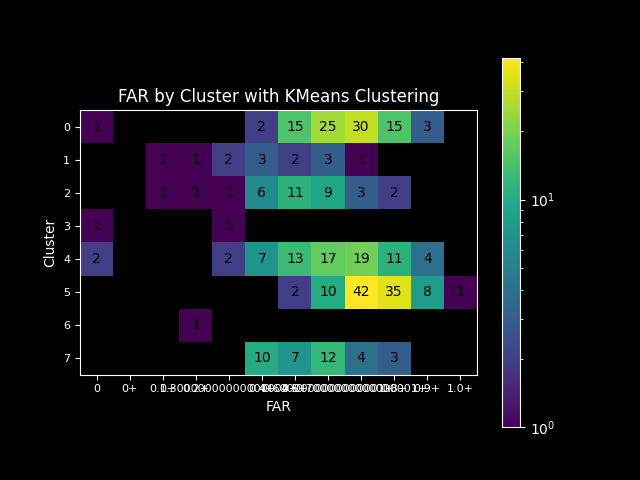 FAR by Cluster with KMeans Clustering
0 1 2 15 25 30 15 3
1 1 1 2 3 2 3 1
2 1 1 1 6 11 9 3 2
3 1 1
4 2 2 7 13 17 19 11 4
5 2 10 42 35 8 1
6 1
7 10 7 12 4 3
Cluster
0 0+ 0.9+ 1.0+
FAR
10¹
10⁰